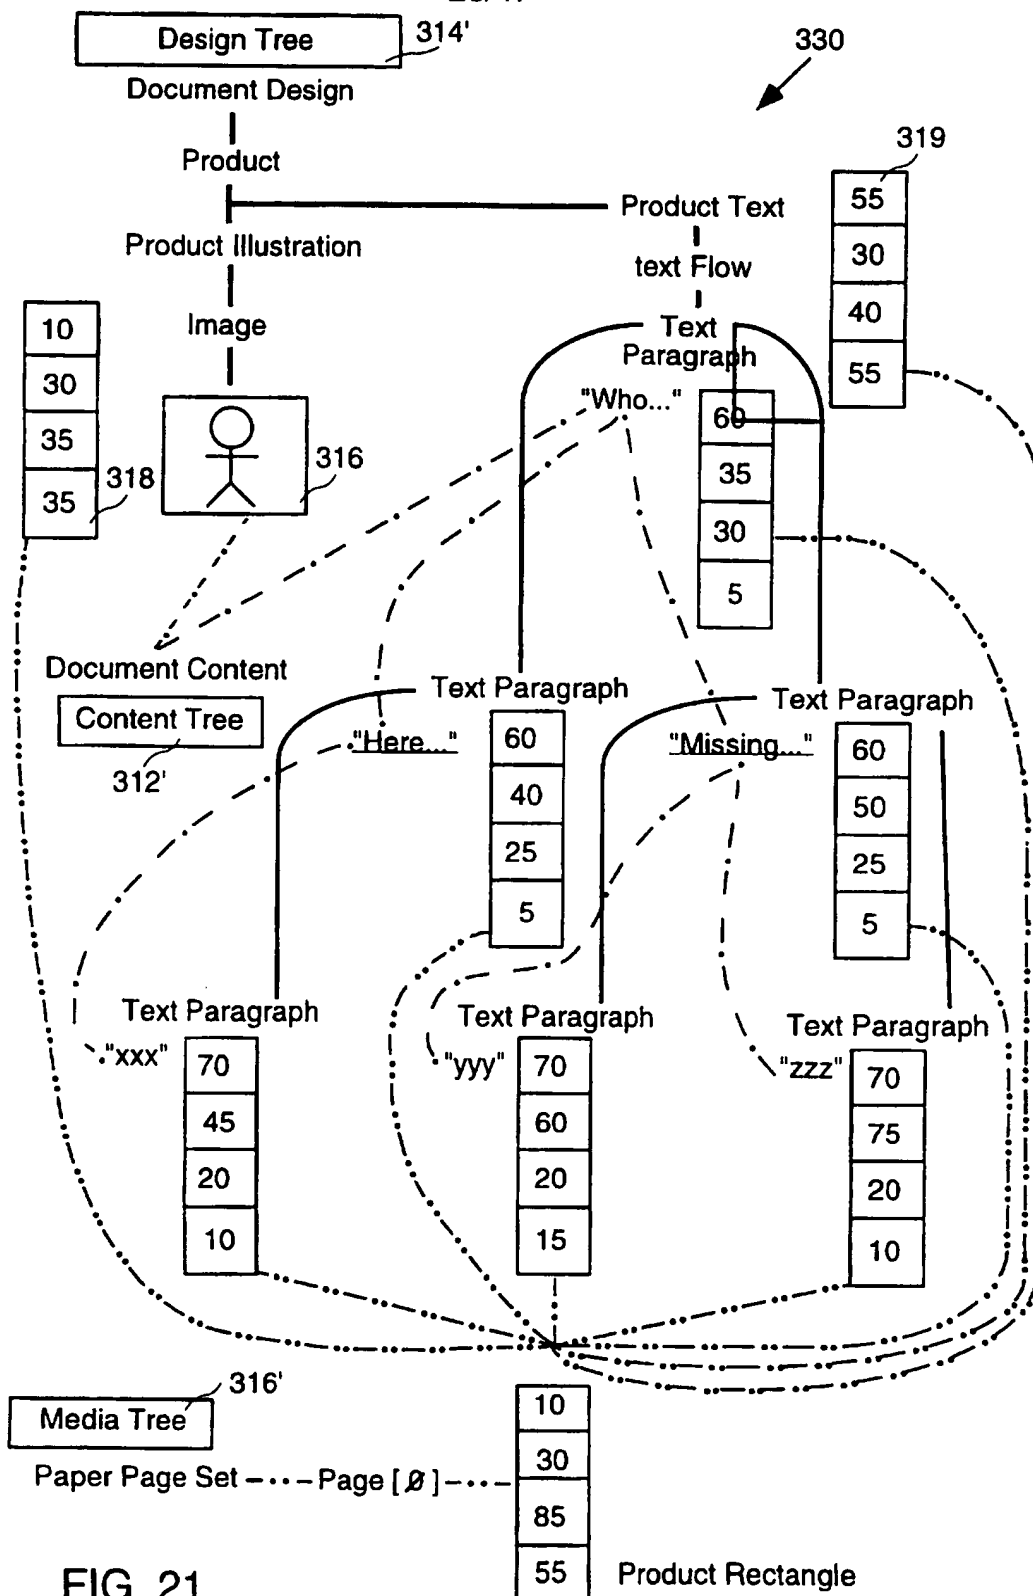 Design Tree
314'
330
Document Design
Product
319
Product Text
Product Illustration
text Flow
Image
Text
Paragraph
"Who..."
55
30
40
55
10
30
35
35
318
316
60
35
30
5
Document Content
Content Tree
312'
Text Paragraph
"Here..."
60
40
25
5
Text Paragraph
"Missing..."
60
50
25
5
Text Paragraph
"xxx"
70
45
20
10
Text Paragraph
"yyy"
70
60
20
15
Text Paragraph
"zzz"
70
75
20
10
316'
Media Tree
Paper Page Set
Page [ Ø ]
10
30
85
55
Product Rectangle
FIG. 21